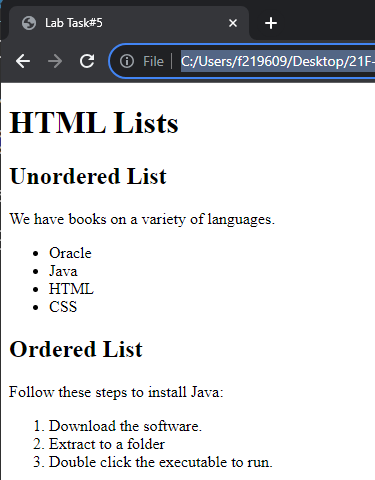 Lab Task#5
File
C:/Users/f219609/Desktop/21F-
HTML Lists
Unordered List
We have books on a variety of languages.
• Oracle
• Java
• HTML
• CSS
Ordered List
Follow these steps to install Java:
1. Download the software.
2. Extract to a folder
3. Double click the executable to run.